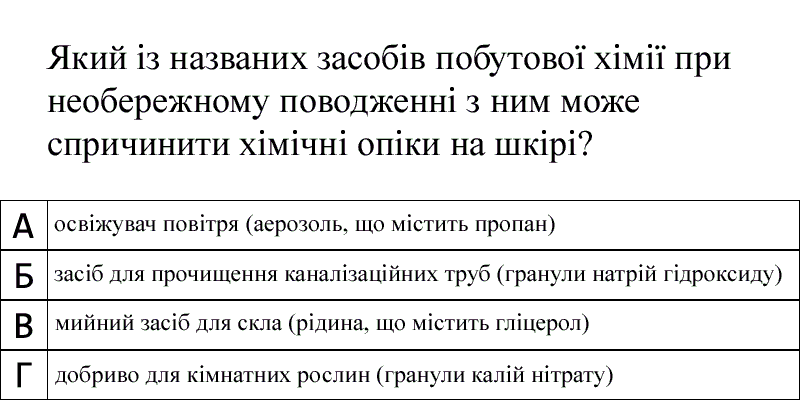 Який із названих засобів побутової хімії при
необережному поводженні з ним може
спричинити хімічні опіки на шкірі?
А освіжувач повітря (аерозоль, що містить пропан)
Б засіб для прочищення каналізаційних труб (гранули натрій гідроксиду)
В мийний засіб для скла (рідина, що містить гліцерол)
Г добриво для кімнатних рослин (гранули калій нітрату)